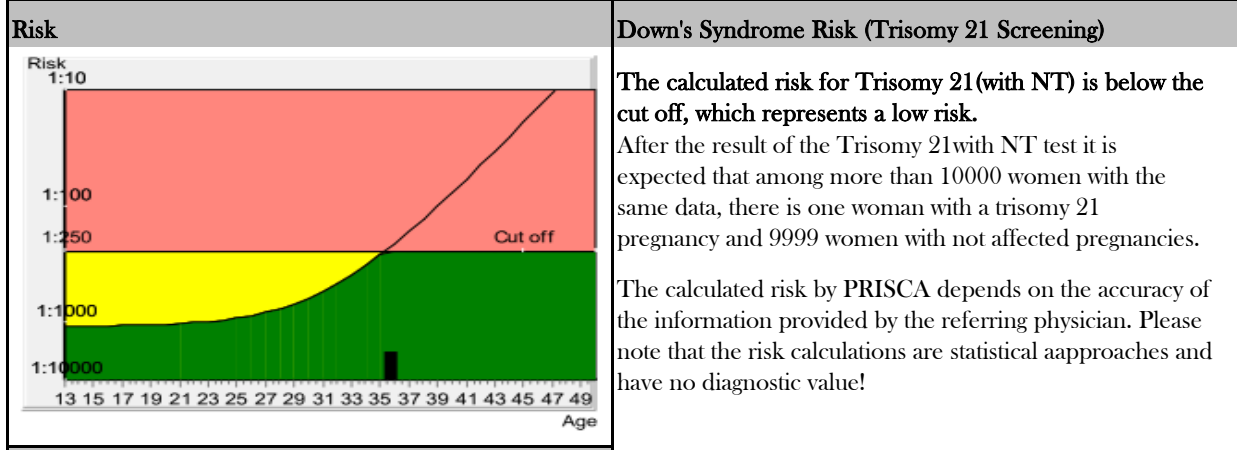 Risk
Risk
1:10
1:100
1:250
Cut off
1:1000
1:10000
13 15 17 19 21 23 25 27 29 31 33 35 37 39 41 43 45 47 49
Age
Down's Syndrome Risk (Trisomy 21 Screening)
The calculated risk for Trisomy 21(with NT) is below the
cut off, which represents a low risk.
After the result of the Trisomy 21with NT test it is
expected that among more than 10000 women with the
same data, there is one woman with a trisomy 21
pregnancy and 9999 women with not affected pregnancies.
The calculated risk by PRISCA depends on the accuracy of
the information provided by the referring physician. Please
note that the risk calculations are statistical aapproaches and
have no diagnostic value!